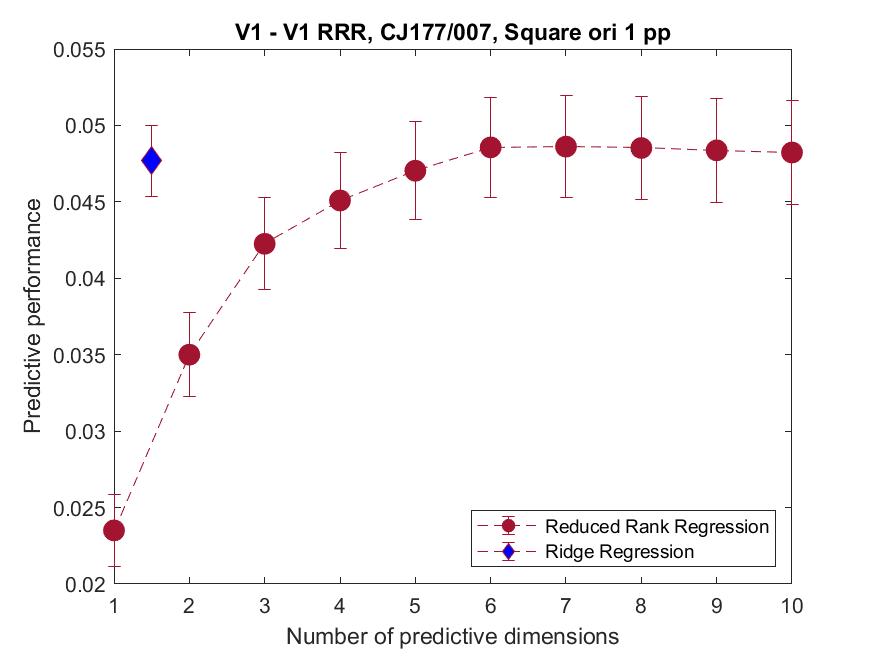 V1 - V1 RRR, CJ177/007, Square ori 1 pp
0.055
0.05
0.045
0.04
0.035
0.03
0.025
0.02
Predictive performance
1 2 3 4 5 6 7 8 9 10
Number of predictive dimensions
Reduced Rank Regression
Ridge Regression